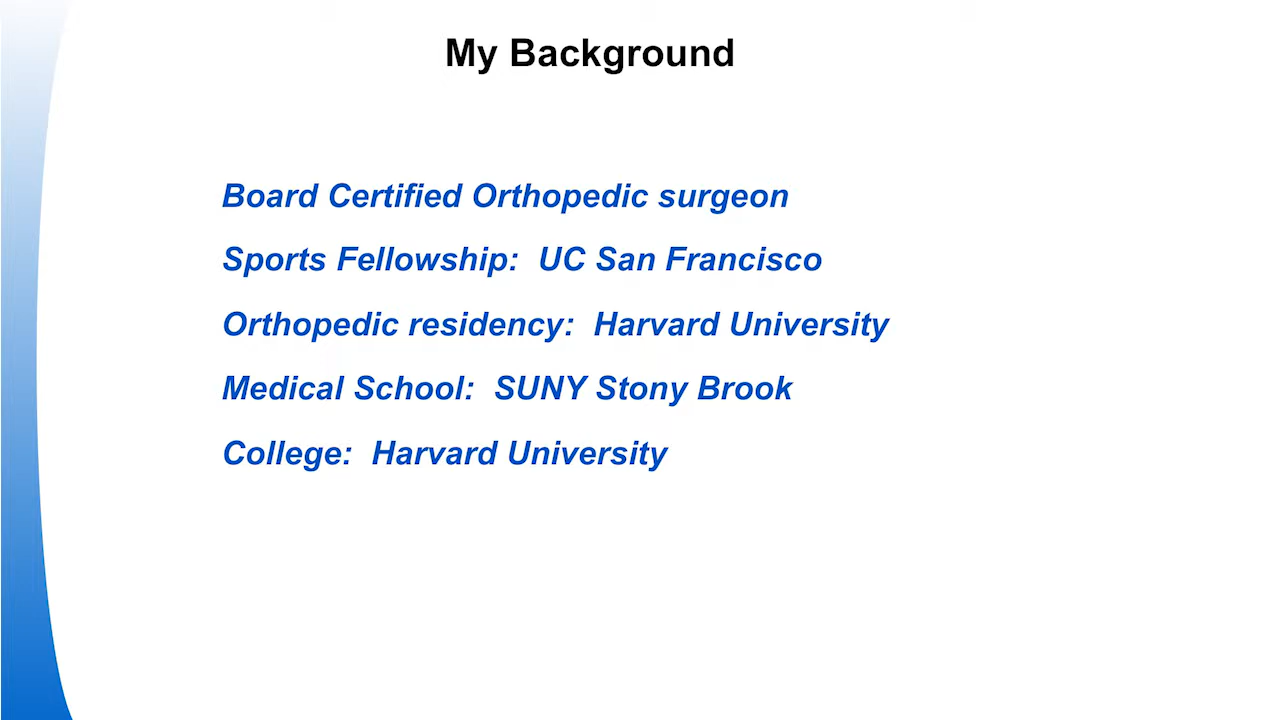 My Background
Board Certified Orthopedic surgeon
Sports Fellowship:  UC San Francisco
Orthopedic residency:  Harvard University
Medical School:  SUNY Stony Brook
College:  Harvard University